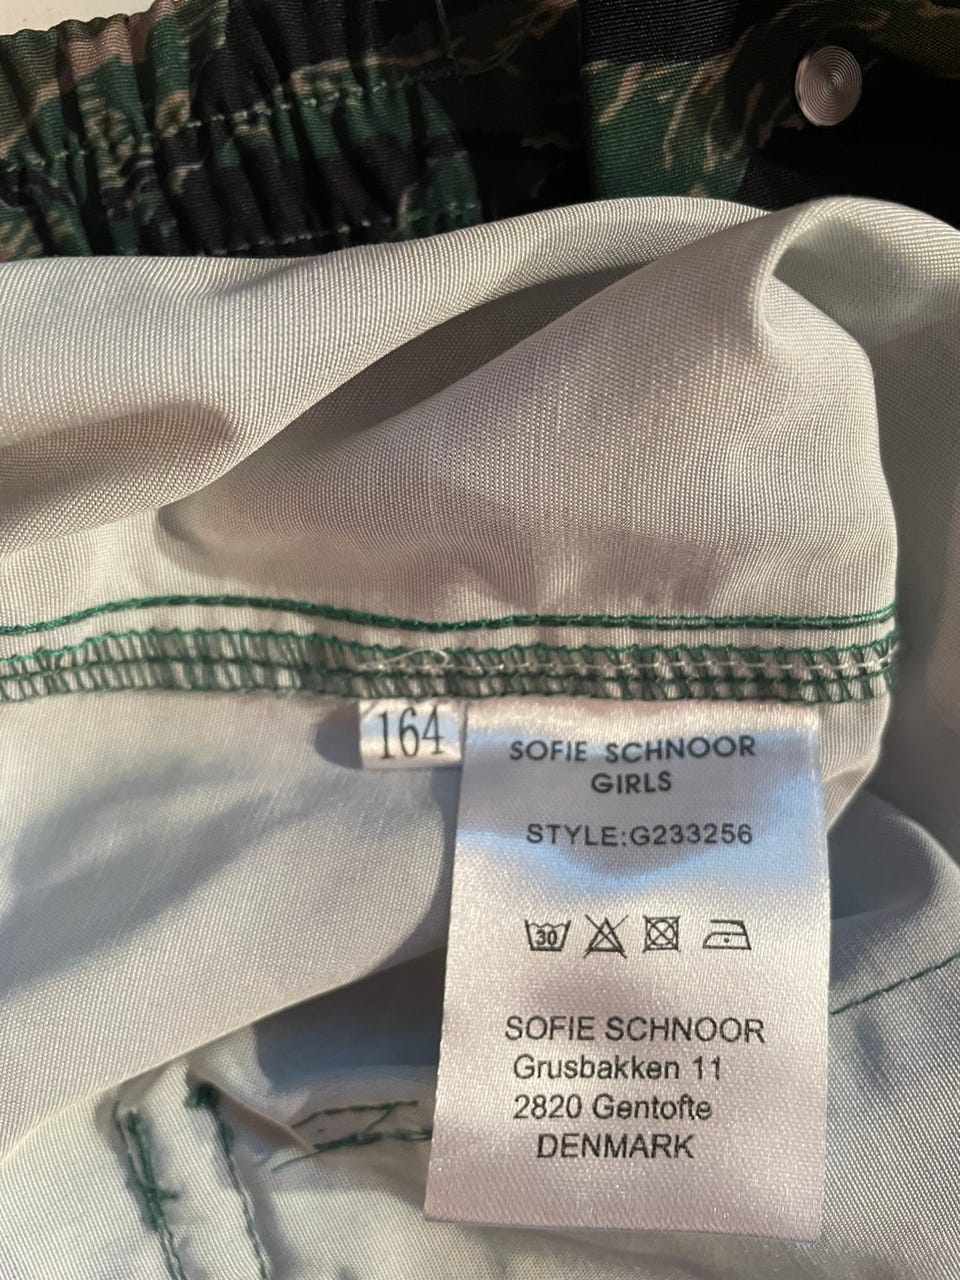 164
SOFIE SCHNOOR
GIRLS
STYLE:G233256
30
SOFIE SCHNOOR
Grusbakken 11
2820 Gentofte
DENMARK